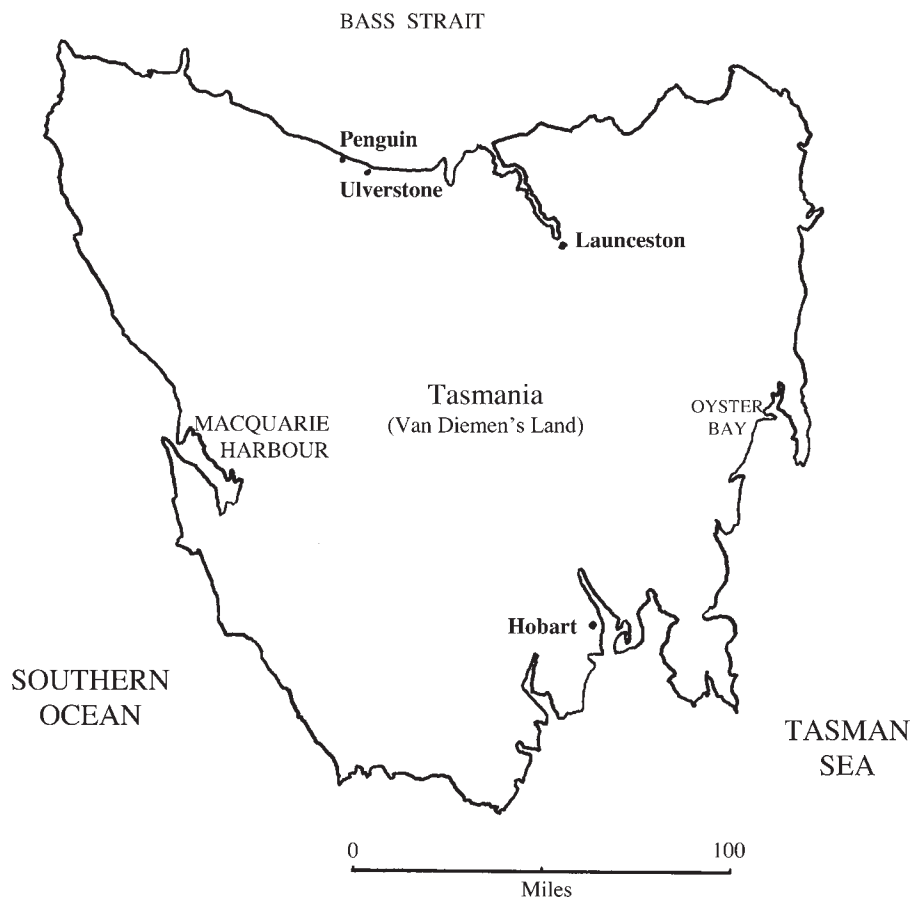 BASS STRAIT
Penguin
Ulverstone
Launceston
Tasmania
(Van Diemen's Land)
MACQUARIE
HARBOUR
OYSTER
BAY
Hobart
SOUTHERN
OCEAN
TASMAN
SEA
0 100
Miles